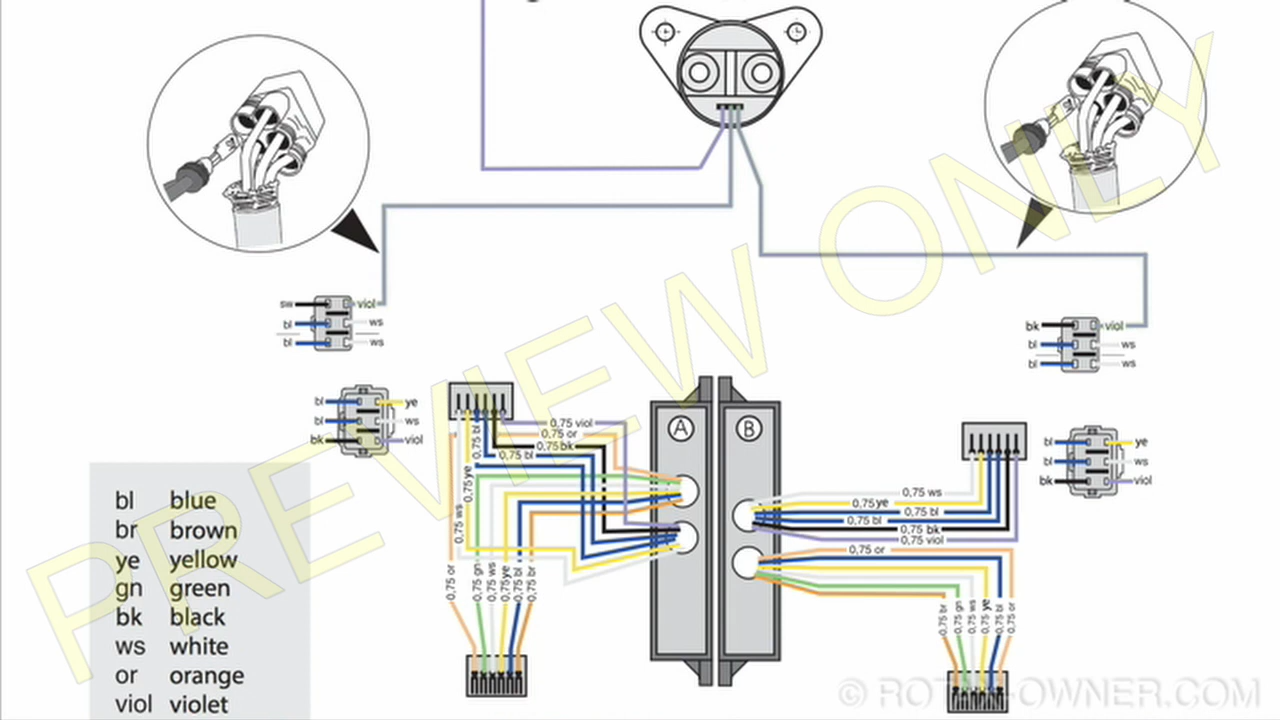 sw viol
bl ws
bl ws
bk viol
bl ws
bl ws
bl ye
bl ws
bk viol
A
B
0,75 viol
0,75 or
0,75 bk
0,75 bl
0,75 bl
0,75 ye
0,75 ws
0,75 or
0,75 gn
0,75 ws
0,75 ye
0,75 bl
0,75 br
0,75 ws
0,75 ye
0,75 bl
0,75 bl
0,75 bk
0,75 viol
0,75 or
0,75 br
0,75 gn
0,75 ws
0,75 ye
0,75 bl
0,75 or
bl ye
bl ws
bk viol
bl blue
br brown
ye yellow
gn green
bk black
ws white
or orange
viol violet
PREVIEW ONLY